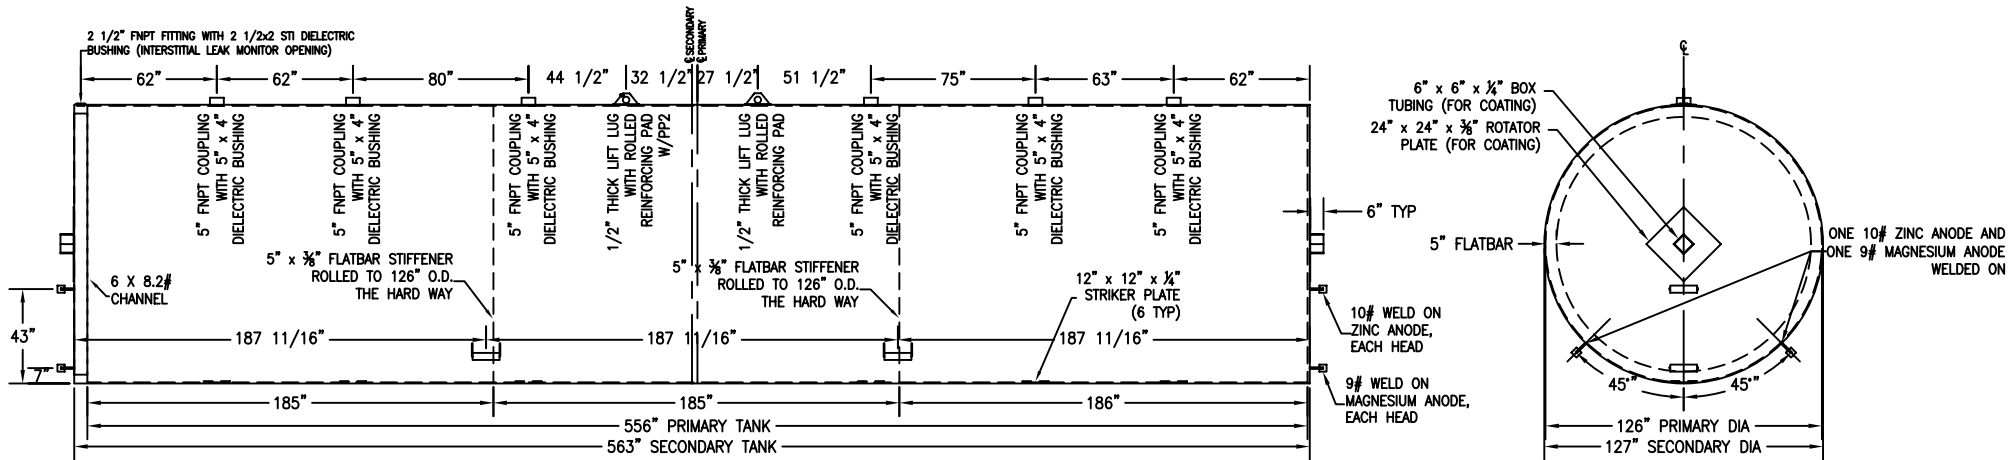 2 1/2" FNPT FITTING WITH 2 1/2x2 STI DIELECTRIC
BUSHING (INTERSTITIAL LEAK MONITOR OPENING)
62"
62"
80"
44 1/2"
32 1/2"
℄ SECONDARY
℄ PRIMARY
27 1/2"
51 1/2"
75"
63"
62"
5" FNPT COUPLING
WITH 5" x 4"
DIELECTRIC BUSHING
5" FNPT COUPLING
WITH 5" x 4"
DIELECTRIC BUSHING
5" FNPT COUPLING
WITH 5" x 4"
DIELECTRIC BUSHING
1/2" THICK LIFT LUG
WITH ROLLED
REINFORCING PAD
W/PP2
1/2" THICK LIFT LUG
WITH ROLLED
REINFORCING PAD
5" FNPT COUPLING
WITH 5" x 4"
DIELECTRIC BUSHING
5" FNPT COUPLING
WITH 5" x 4"
DIELECTRIC BUSHING
5" FNPT COUPLING
WITH 5" x 4"
DIELECTRIC BUSHING
6" TYP
6 X 8.2#
CHANNEL
5" x ⅜" FLATBAR STIFFENER
ROLLED TO 126" O.D.
THE HARD WAY
5" x ⅜" FLATBAR STIFFENER
ROLLED TO 126" O.D.
THE HARD WAY
12" x 12" x ¼"
STRIKER PLATE
(6 TYP)
10# WELD ON
ZINC ANODE,
EACH HEAD
9# WELD ON
MAGNESIUM ANODE,
EACH HEAD
43"
7"
187 11/16"
187 11/16"
187 11/16"
185"
185"
186"
556" PRIMARY TANK
563" SECONDARY TANK
℄
6" x 6" x ¼" BOX
TUBING (FOR COATING)
24" x 24" x ⅜" ROTATOR
PLATE (FOR COATING)
5" FLATBAR
ONE 10# ZINC ANODE AND
ONE 9# MAGNESIUM ANODE
WELDED ON
45°"
45°"
126" PRIMARY DIA
127" SECONDARY DIA